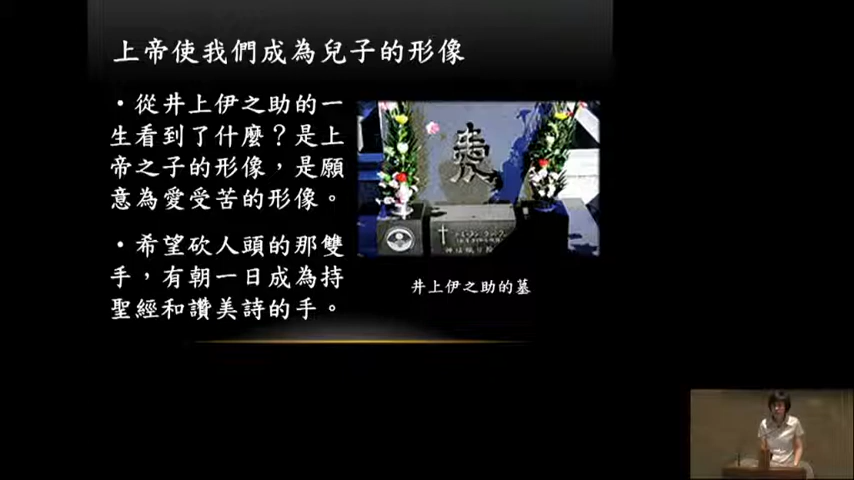 上帝使我們成為兒子的形像
•從井上伊之助的一
生看到了什麼？是上
帝之子的形像，是願
意為愛受苦的形像。
•希望砍人頭的那雙
手，有朝一日成為持
聖經和讚美詩的手。
愛
井上伊之助的墓